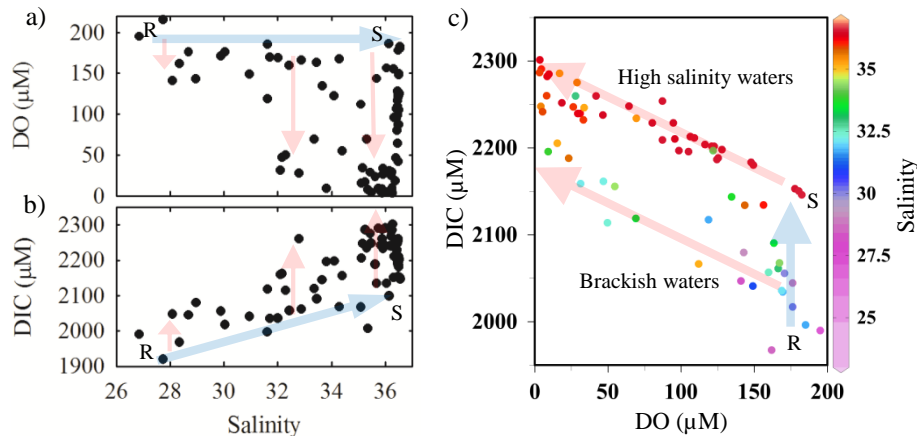 a)
R
S
200
150
100
50
0
DO (µM)
b)
2300
2200
2100
2000
1900
DIC (µM)
R
S
26 28 30 32 34 36
Salinity
c)
High salinity waters
S
Brackish waters
R
2300
2200
2100
2000
DIC (µM)
0 50 100 150 200
DO (µM)
35.0
32.5
30
27.5
25
Salinity